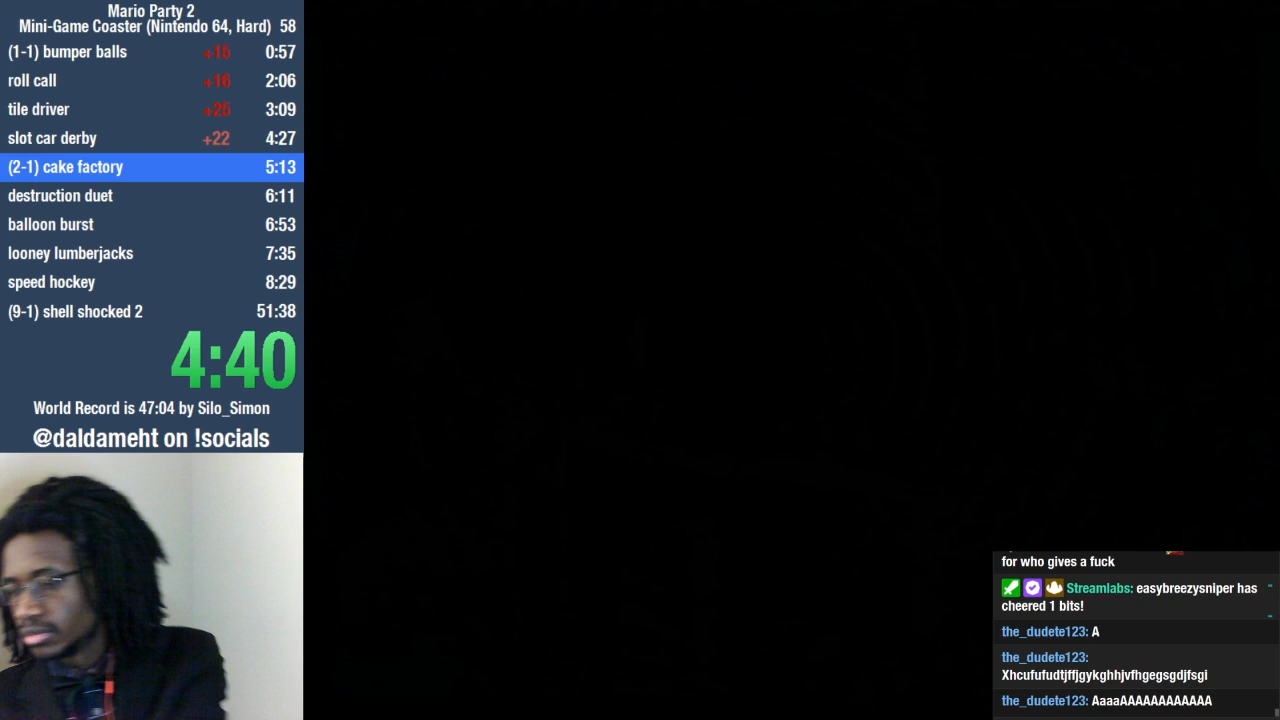 Mario Party 2
Mini-Game Coaster (Nintendo 64, Hard) 58
(1-1) bumper balls +15 0:57
roll call +16 2:06
tile driver +25 3:09
slot car derby +22 4:27
(2-1) cake factory 5:13
destruction duet 6:11
balloon burst 6:53
looney lumberjacks 7:35
speed hockey 8:29
(9-1) shell shocked 2 51:38
4:40
World Record is 47:04 by Silo_Simon
@daldameht on !socials
for who gives a fuck
Streamlabs: easybreezysniper has
cheered 1 bits!
the_dudete123: A
the_dudete123:
Xhcufufudtjffjgykghhjvfhgegsgdjfsgi
the_dudete123: AaaaAAAAAAAAAAAA